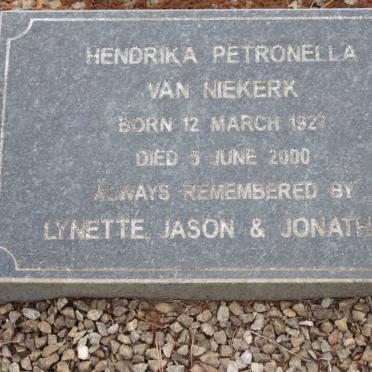 HENDRIKA PETRONELLA
VAN NIEKERK
BORN 12 MARCH 1927
DIED 5 JUNE 2000
ALWAYS REMEMBERED BY
LYNETTE, JASON & JONATH